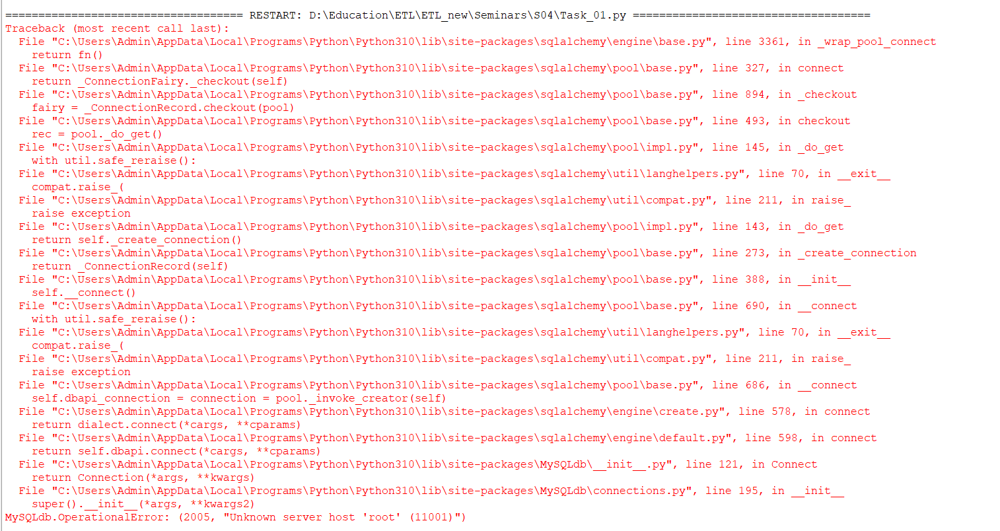 ==================================== RESTART: D:\Education\ETL\ETL_new\Seminars\S04\Task_01.py ====================================
Traceback (most recent call last):
  File "C:\Users\Admin\AppData\Local\Programs\Python\Python310\lib\site-packages\sqlalchemy\engine\base.py", line 3361, in _wrap_pool_connect
    return fn()
  File "C:\Users\Admin\AppData\Local\Programs\Python\Python310\lib\site-packages\sqlalchemy\pool\base.py", line 327, in connect
    return _ConnectionFairy._checkout(self)
  File "C:\Users\Admin\AppData\Local\Programs\Python\Python310\lib\site-packages\sqlalchemy\pool\base.py", line 894, in _checkout
    fairy = _ConnectionRecord.checkout(pool)
  File "C:\Users\Admin\AppData\Local\Programs\Python\Python310\lib\site-packages\sqlalchemy\pool\base.py", line 493, in checkout
    rec = pool._do_get()
  File "C:\Users\Admin\AppData\Local\Programs\Python\Python310\lib\site-packages\sqlalchemy\pool\impl.py", line 145, in _do_get
    with util.safe_reraise():
  File "C:\Users\Admin\AppData\Local\Programs\Python\Python310\lib\site-packages\sqlalchemy\util\langhelpers.py", line 70, in __exit__
    compat.raise_(
  File "C:\Users\Admin\AppData\Local\Programs\Python\Python310\lib\site-packages\sqlalchemy\util\compat.py", line 211, in raise_
    raise exception
  File "C:\Users\Admin\AppData\Local\Programs\Python\Python310\lib\site-packages\sqlalchemy\pool\impl.py", line 143, in _do_get
    return self._create_connection()
  File "C:\Users\Admin\AppData\Local\Programs\Python\Python310\lib\site-packages\sqlalchemy\pool\base.py", line 273, in _create_connection
    return _ConnectionRecord(self)
  File "C:\Users\Admin\AppData\Local\Programs\Python\Python310\lib\site-packages\sqlalchemy\pool\base.py", line 388, in __init__
    self.__connect()
  File "C:\Users\Admin\AppData\Local\Programs\Python\Python310\lib\site-packages\sqlalchemy\pool\base.py", line 690, in __connect
    with util.safe_reraise():
  File "C:\Users\Admin\AppData\Local\Programs\Python\Python310\lib\site-packages\sqlalchemy\util\langhelpers.py", line 70, in __exit__
    compat.raise_(
  File "C:\Users\Admin\AppData\Local\Programs\Python\Python310\lib\site-packages\sqlalchemy\util\compat.py", line 211, in raise_
    raise exception
  File "C:\Users\Admin\AppData\Local\Programs\Python\Python310\lib\site-packages\sqlalchemy\pool\base.py", line 686, in __connect
    self.dbapi_connection = connection = pool._invoke_creator(self)
  File "C:\Users\Admin\AppData\Local\Programs\Python\Python310\lib\site-packages\sqlalchemy\engine\create.py", line 578, in connect
    return dialect.connect(*cargs, **cparams)
  File "C:\Users\Admin\AppData\Local\Programs\Python\Python310\lib\site-packages\sqlalchemy\engine\default.py", line 598, in connect
    return self.dbapi.connect(*cargs, **cparams)
  File "C:\Users\Admin\AppData\Local\Programs\Python\Python310\lib\site-packages\MySQLdb\__init__.py", line 121, in Connect
    return Connection(*args, **kwargs)
  File "C:\Users\Admin\AppData\Local\Programs\Python\Python310\lib\site-packages\MySQLdb\connections.py", line 195, in __init__
    super().__init__(*args, **kwargs2)
MySQLdb.OperationalError: (2005, "Unknown server host 'root' (11001)")